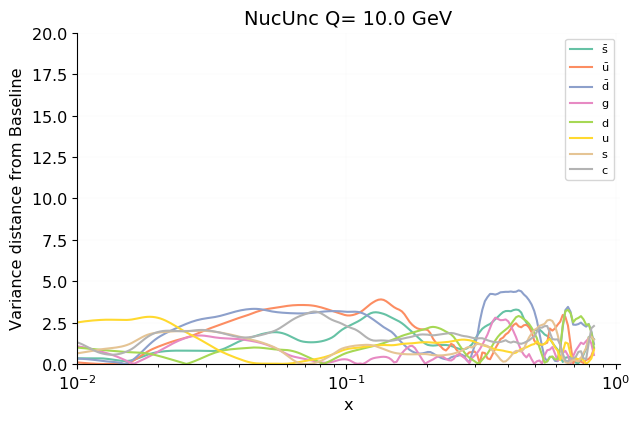 NucUnc Q= 10.0 GeV
Variance distance from Baseline
20.0
17.5
15.0
12.5
10.0
7.5
5.0
2.5
0.0
s̄
ū
d̄
g
d
u
s
c
10⁻²
10⁻¹
10⁰
x